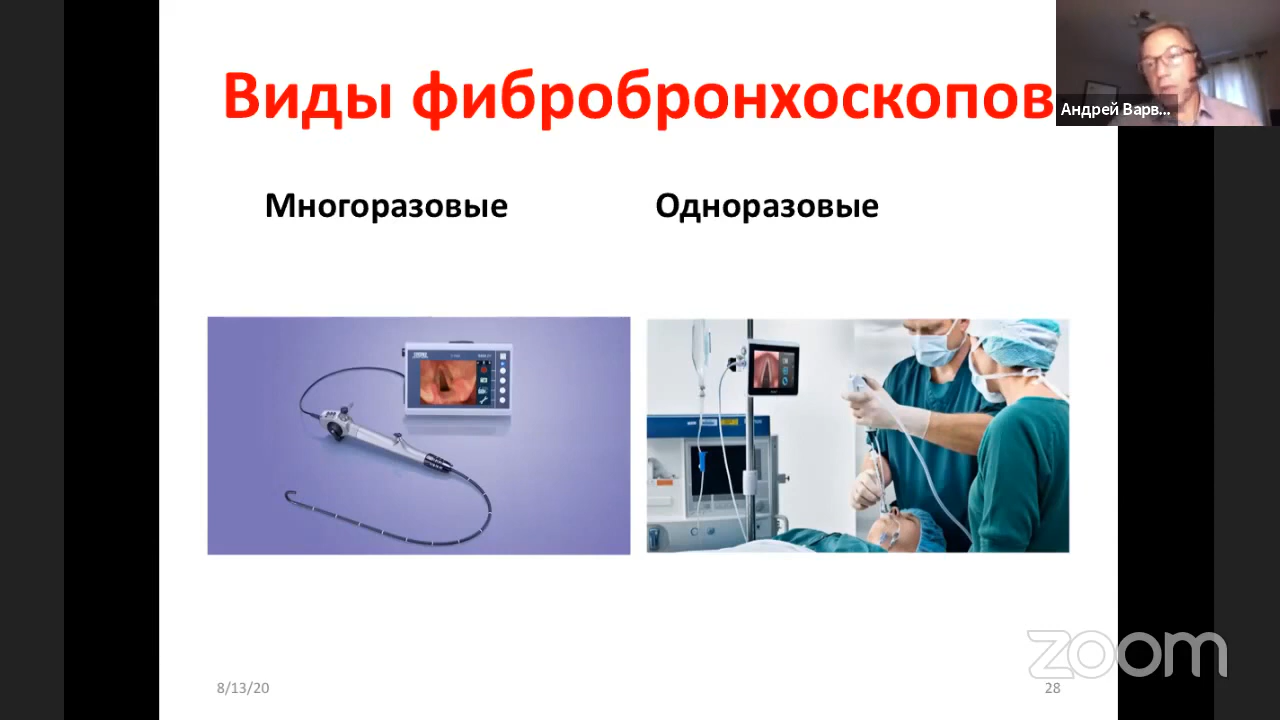 Виды фибробронхоскопов
Андрей Варв...
Многоразовые
Одноразовые
8/13/20
28
zoom